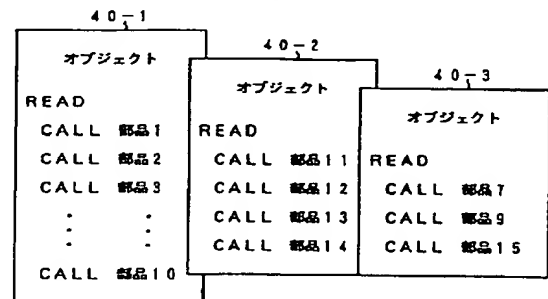 40-1
オブジェクト
READ
CALL 部品1
CALL 部品2
CALL 部品3
・ ・
・ ・
・ ・
CALL 部品10
40-2
オブジェクト
READ
CALL 部品11
CALL 部品12
CALL 部品13
CALL 部品14
40-3
オブジェクト
READ
CALL 部品7
CALL 部品9
CALL 部品15